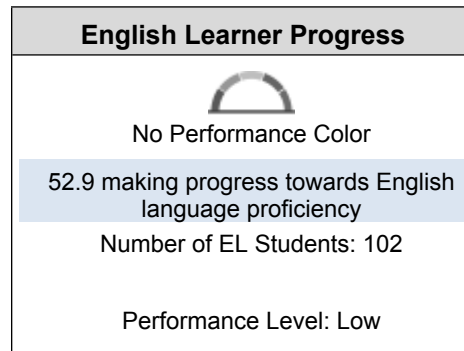 English Learner Progress
No Performance Color
52.9 making progress towards English
language proficiency
Number of EL Students: 102
Performance Level: Low